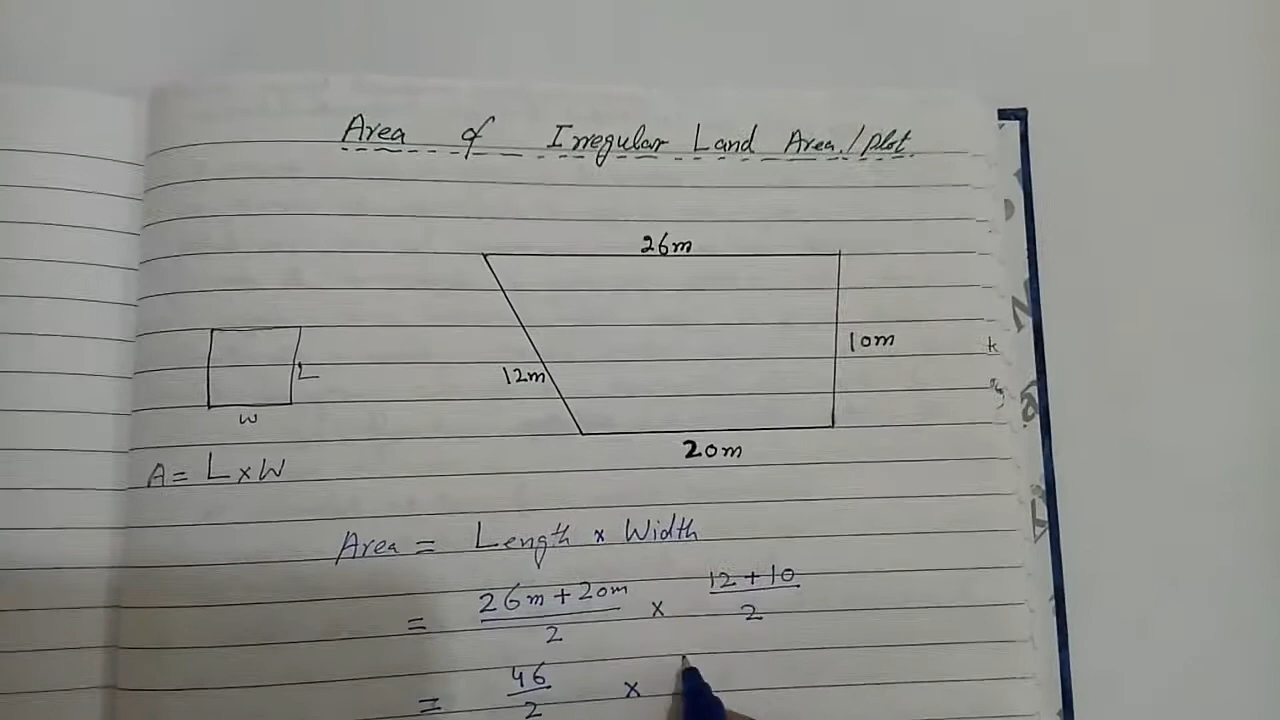 Area of Irregular Land Area/Plot.
26m
10m
12m
20m
L
W
A = L x W
Area = Length x Width
= 26m + 20m / 2 x 12 + 10 / 2
= 46 / 2 x